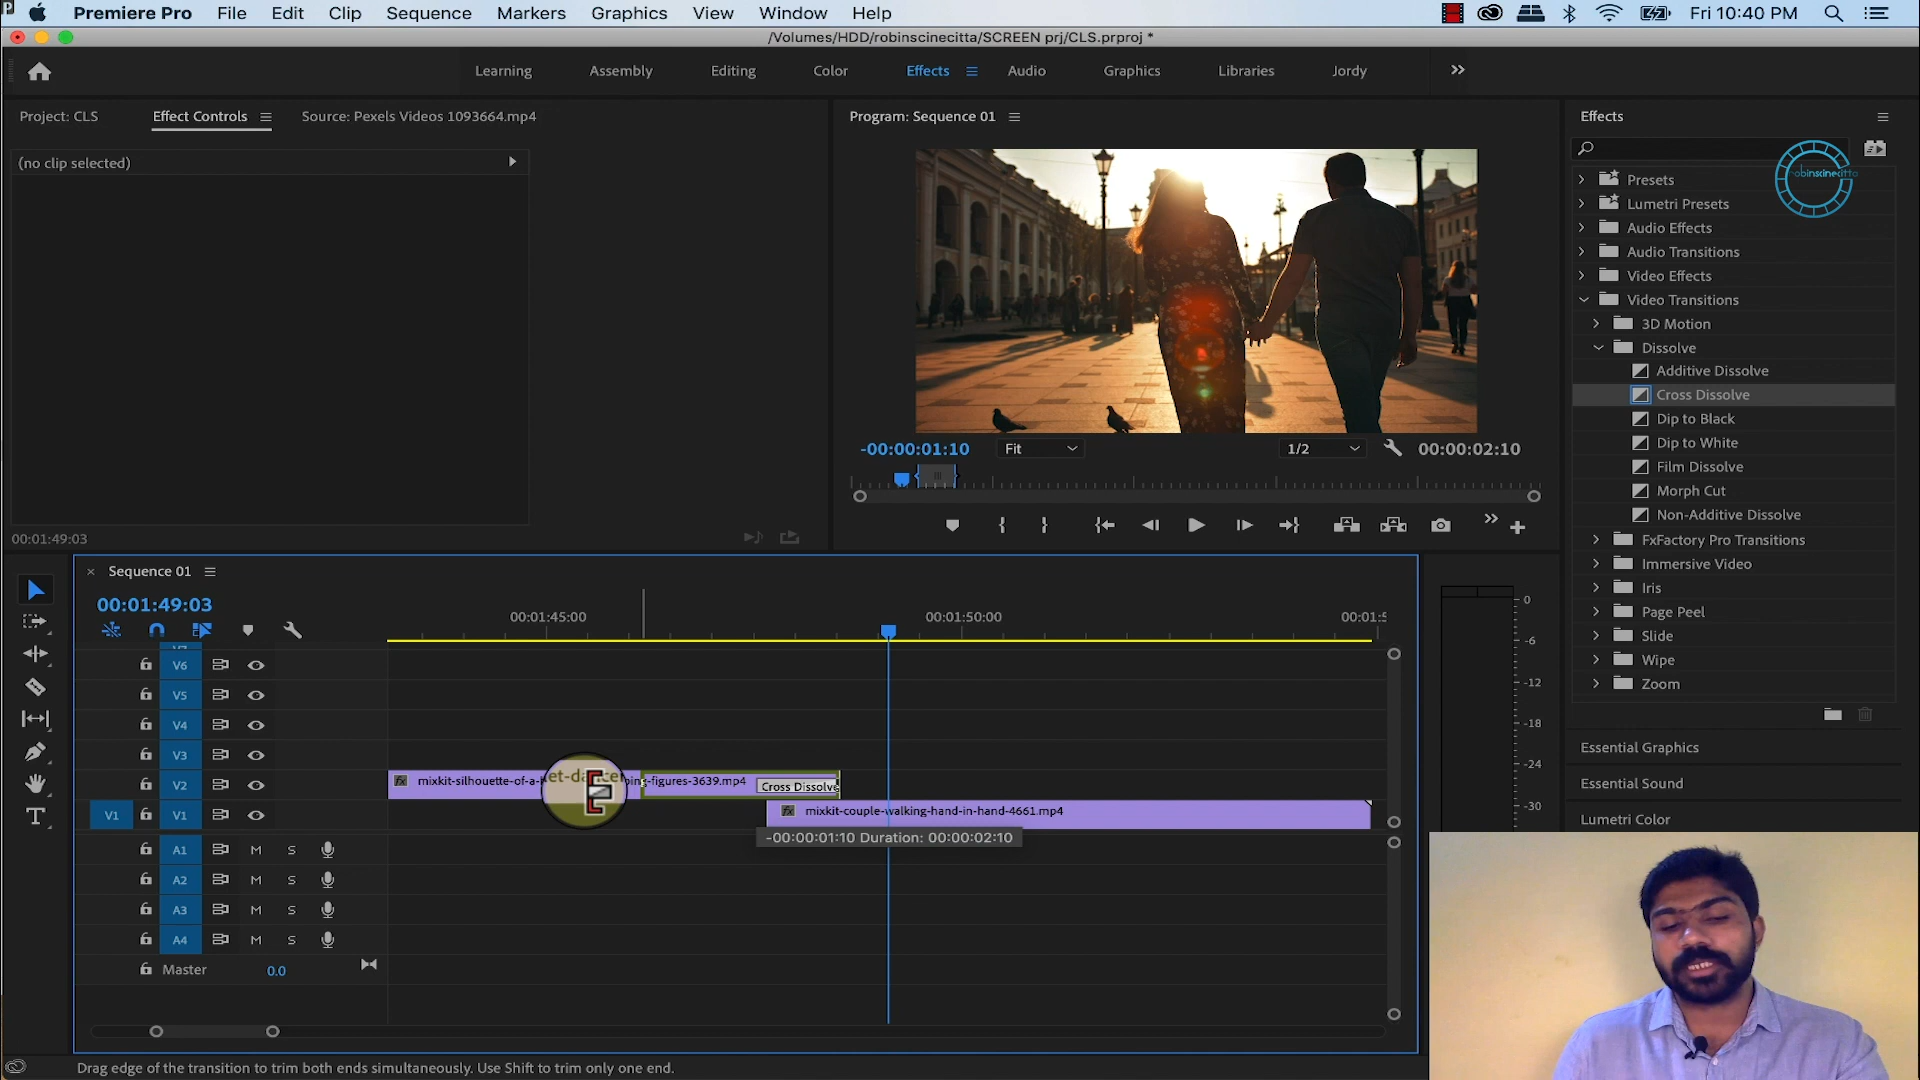 Premiere Pro File Edit Clip Sequence Markers Graphics View Window Help Fri 10:40 PM
/Volumes/HDD/robinscinecitta/SCREEN prj/CLS.prproj *
Learning Assembly Editing Color Effects Audio Graphics Libraries Jordy
Project: CLS Effect Controls Source: Pexels Videos 1093664.mp4
(no clip selected)
00:01:49:03
Program: Sequence 01
-00:00:01:10 Fit 1/2 00:00:02:10
Effects
robinscinecitta
Presets
Lumetri Presets
Audio Effects
Audio Transitions
Video Effects
Video Transitions
3D Motion
Dissolve
Additive Dissolve
Cross Dissolve
Dip to Black
Dip to White
Film Dissolve
Morph Cut
Non-Additive Dissolve
FxFactory Pro Transitions
Immersive Video
Iris
Page Peel
Slide
Wipe
Zoom
Essential Graphics
Essential Sound
Lumetri Color
Sequence 01
00:01:49:03
00:01:45:00 00:01:50:00 00:01:5
V6
V5
V4
V3
V2 mixkit-silhouette-of-a- et-dancer ping-figures-3639.mp4 Cross Dissolve
V1 V1 mixkit-couple-walking-hand-in-hand-4661.mp4
-00:00:01:10 Duration: 00:00:02:10
A1 M S
A2 M S
A3 M S
A4 M S
Master 0.0
0
-6
-12
-18
-24
-30
Drag edge of the transition to trim both ends simultaneously. Use Shift to trim only one end.